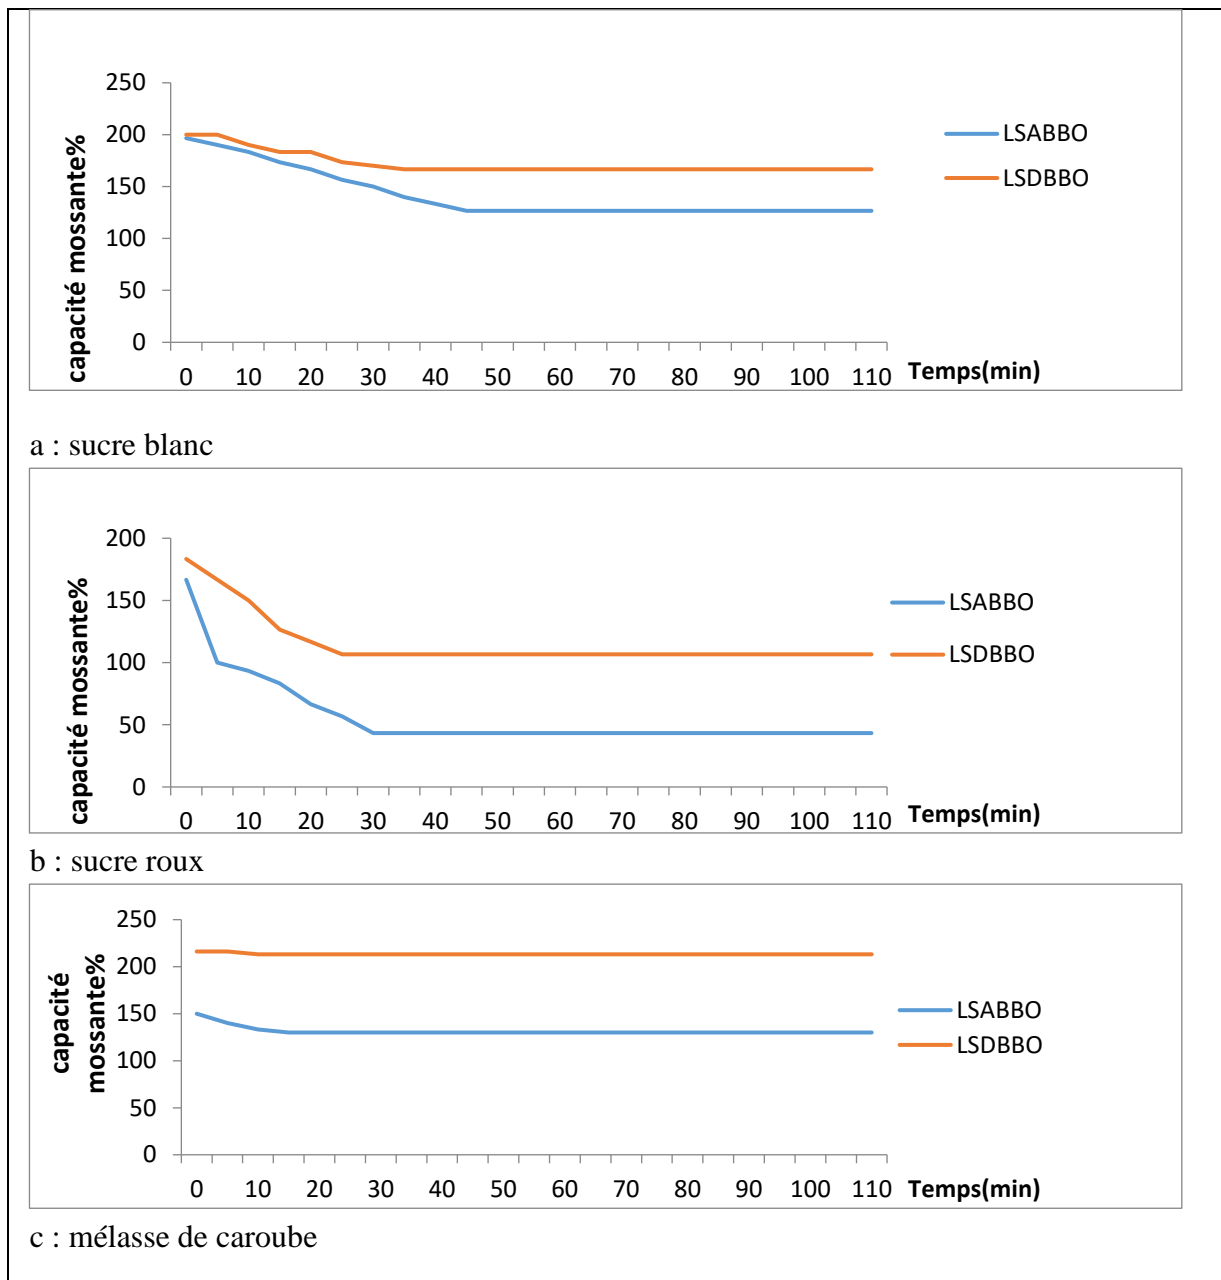 250
200
150
100
50
0
capacité mossante%
0 10 20 30 40 50 60 70 80 90 100 110
Temps(min)
LSABBO
LSDBBO
a : sucre blanc
200
150
100
50
0
capacité mossante%
0 10 20 30 40 50 60 70 80 90 100 110
Temps(min)
LSABBO
LSDBBO
b : sucre roux
250
200
150
100
50
0
capacité
mossante%
0 10 20 30 40 50 60 70 80 90 100 110
Temps(min)
LSABBO
LSDBBO
c : mélasse de caroube